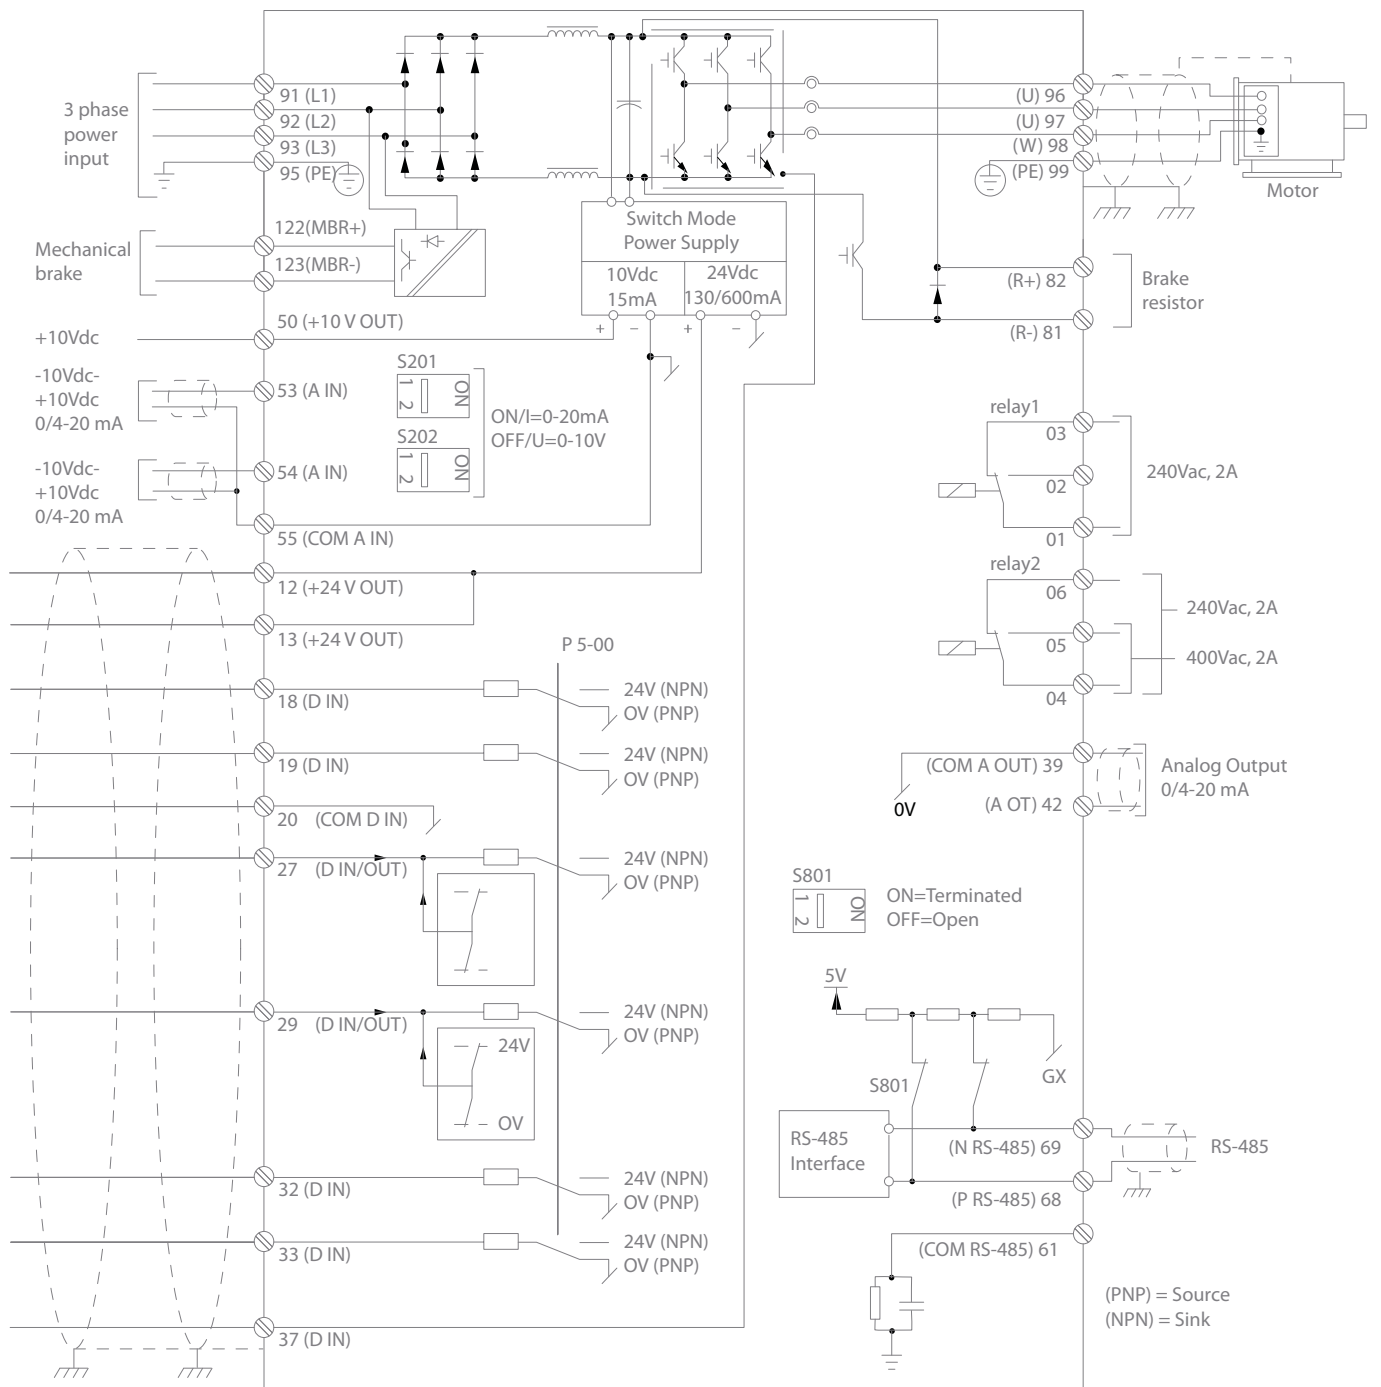 3 phase
power
input
91 (L1)
92 (L2)
93 (L3)
95 (PE)
(U) 96
(U) 97
(W) 98
(PE) 99
Motor
Mechanical
brake
122(MBR+)
123(MBR-)
Switch Mode
Power Supply
10Vdc
15mA
24Vdc
130/600mA
+ − + −
(R+) 82
(R-) 81
Brake
resistor
+10Vdc
50 (+10 V OUT)
-10Vdc-
+10Vdc
0/4-20 mA
53 (A IN)
S201
1
2
ON
S202
1
2
ON
ON/I=0-20mA
OFF/U=0-10V
-10Vdc-
+10Vdc
0/4-20 mA
54 (A IN)
55 (COM A IN)
relay1
03
02
01
240Vac, 2A
relay2
06
05
04
240Vac, 2A
400Vac, 2A
12 (+24 V OUT)
13 (+24 V OUT)
P 5-00
18 (D IN)
24V (NPN)
OV (PNP)
19 (D IN)
24V (NPN)
OV (PNP)
20 (COM D IN)
27 (D IN/OUT)
24V (NPN)
OV (PNP)
29 (D IN/OUT)
24V
OV
24V (NPN)
OV (PNP)
32 (D IN)
24V (NPN)
OV (PNP)
33 (D IN)
24V (NPN)
OV (PNP)
37 (D IN)
(COM A OUT) 39
(A OT) 42
0V
Analog Output
0/4-20 mA
S801
1
2
ON
ON=Terminated
OFF=Open
5V
S801
GX
RS-485
Interface
(N RS-485) 69
(P RS-485) 68
RS-485
(COM RS-485) 61
(PNP) = Source
(NPN) = Sink